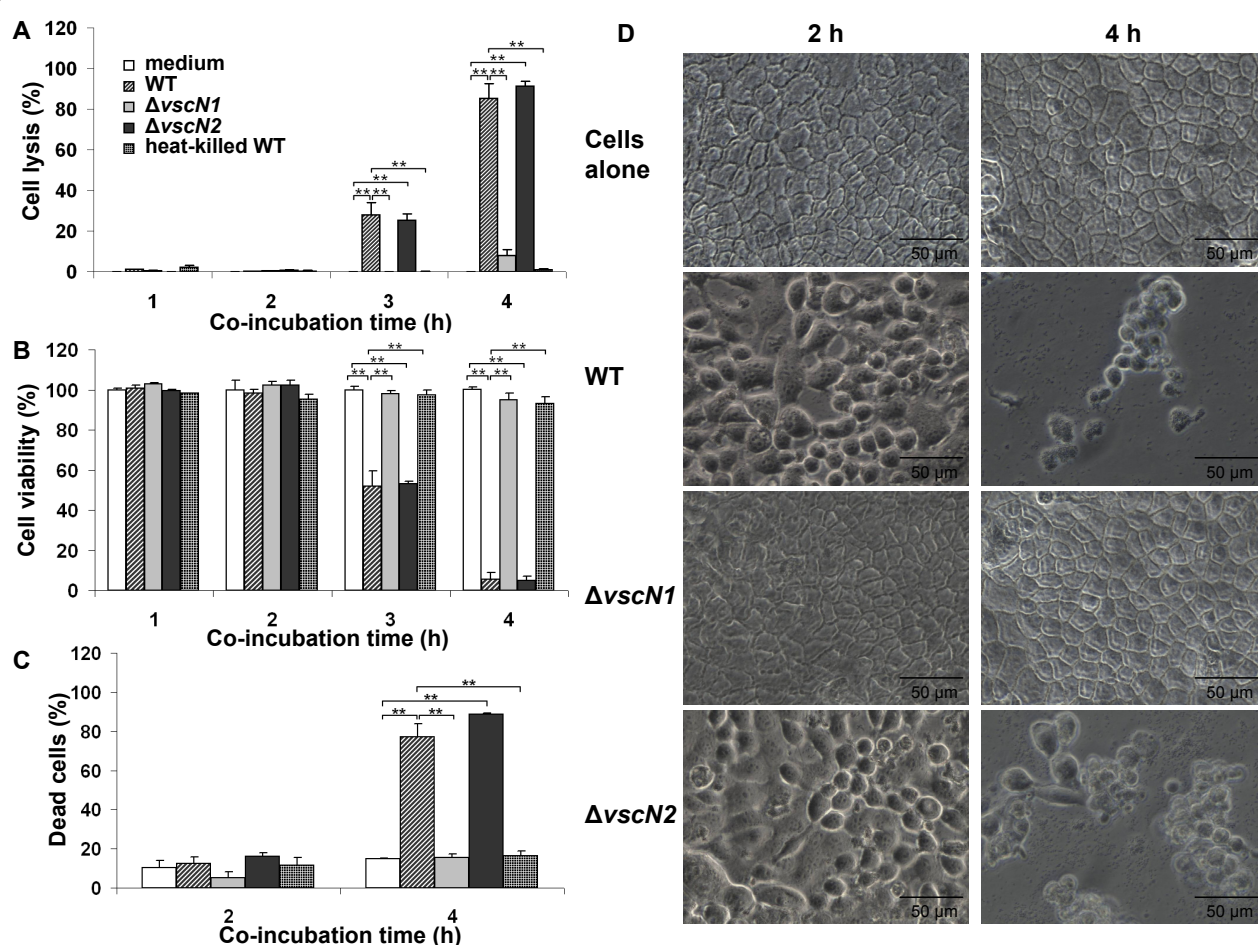 A
120
100
80
60
40
20
0
Cell lysis (%)
medium
WT
ΔvscN1
ΔvscN2
heat-killed WT
** ** ** **
** ** ** **
1 2 3 4
Co-incubation time (h)
B
120
100
80
60
40
20
0
Cell viability (%)
** ** ** **
** ** ** **
1 2 3 4
Co-incubation time (h)
C
120
100
80
60
40
20
0
Dead cells (%)
** ** ** **
2 4
Co-incubation time (h)
D
2 h 4 h
Cells
alone
50 µm 50 µm
WT
50 µm 50 µm
ΔvscN1
50 µm 50 µm
ΔvscN2
50 µm 50 µm